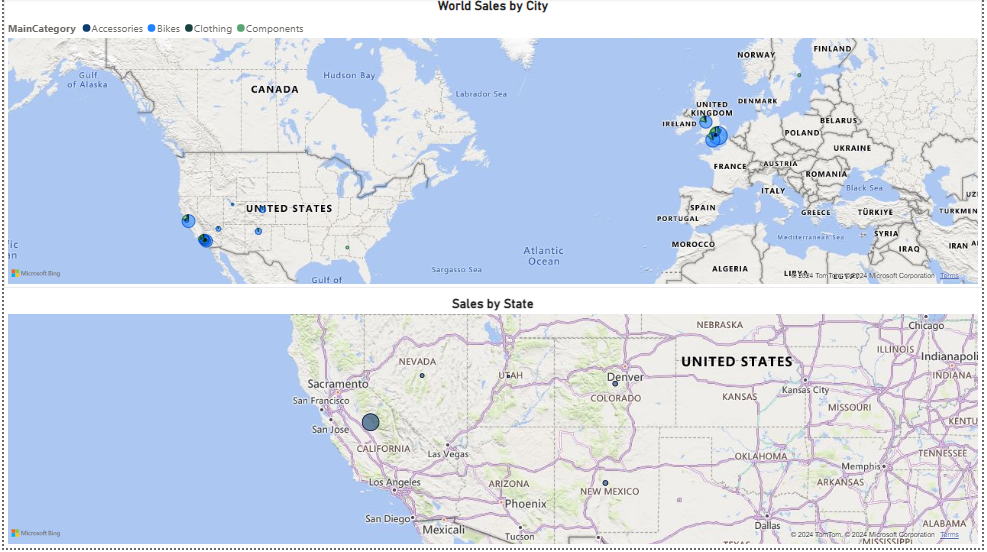 World Sales by City
MainCategory Accessories Bikes Clothing Components
NORWAY
FINLAND
Gulf of Alaska
Hudson Bay
CANADA
Labrador Sea
DENMARK
UNITED KINGDOM
IRELAND
BELARUS
POLAND
UKRAINE
FRANCE
AUSTRIA
ROMANIA
ITALY
Black Sea
UNITED STATES
SPAIN
PORTUGAL
GREECE
TÜRKIYE
TURKMEN
SYRIA
Mediterranean Sea
MOROCCO
IRAQ
IRAN
Atlantic Ocean
Sargasso Sea
ALGERIA
Gulf of
Microsoft Bing
© 2024 TomTom, © 2024 Microsoft Corporation Terms
Sales by State
NEBRASKA
Chicago
ILLINOIS
Indianapoli
UNITED STATES
NEVADA
UTAH
Denver
INDIANA
Sacramento
Kansas City
COLORADO
KANSAS
San Francisco
MISSOURI
San Jose
KENTU
CALIFORNIA
Las Vegas
OKLAHOMA
TENNESSEE
Memphis
Los Angeles
ARIZONA
ARKANSAS
NEW MEXICO
Phoenix
San Diego
Dallas
ALABAMA
Mexicali
Tucson
Microsoft Bing
© 2024 TomTom, © 2024 Microsoft Corporation Terms